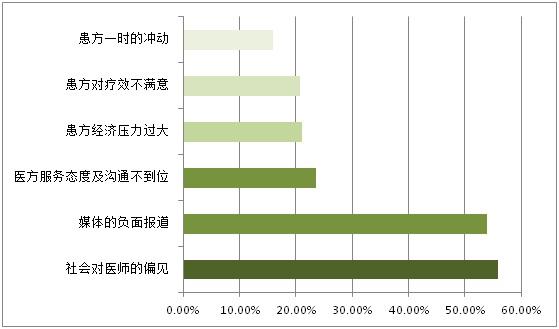 患方一时的冲动
患方对疗效不满意
患方经济压力过大
医方服务态度及沟通不到位
媒体的负面报道
社会对医师的偏见
0.00% 10.00% 20.00% 30.00% 40.00% 50.00% 60.00%